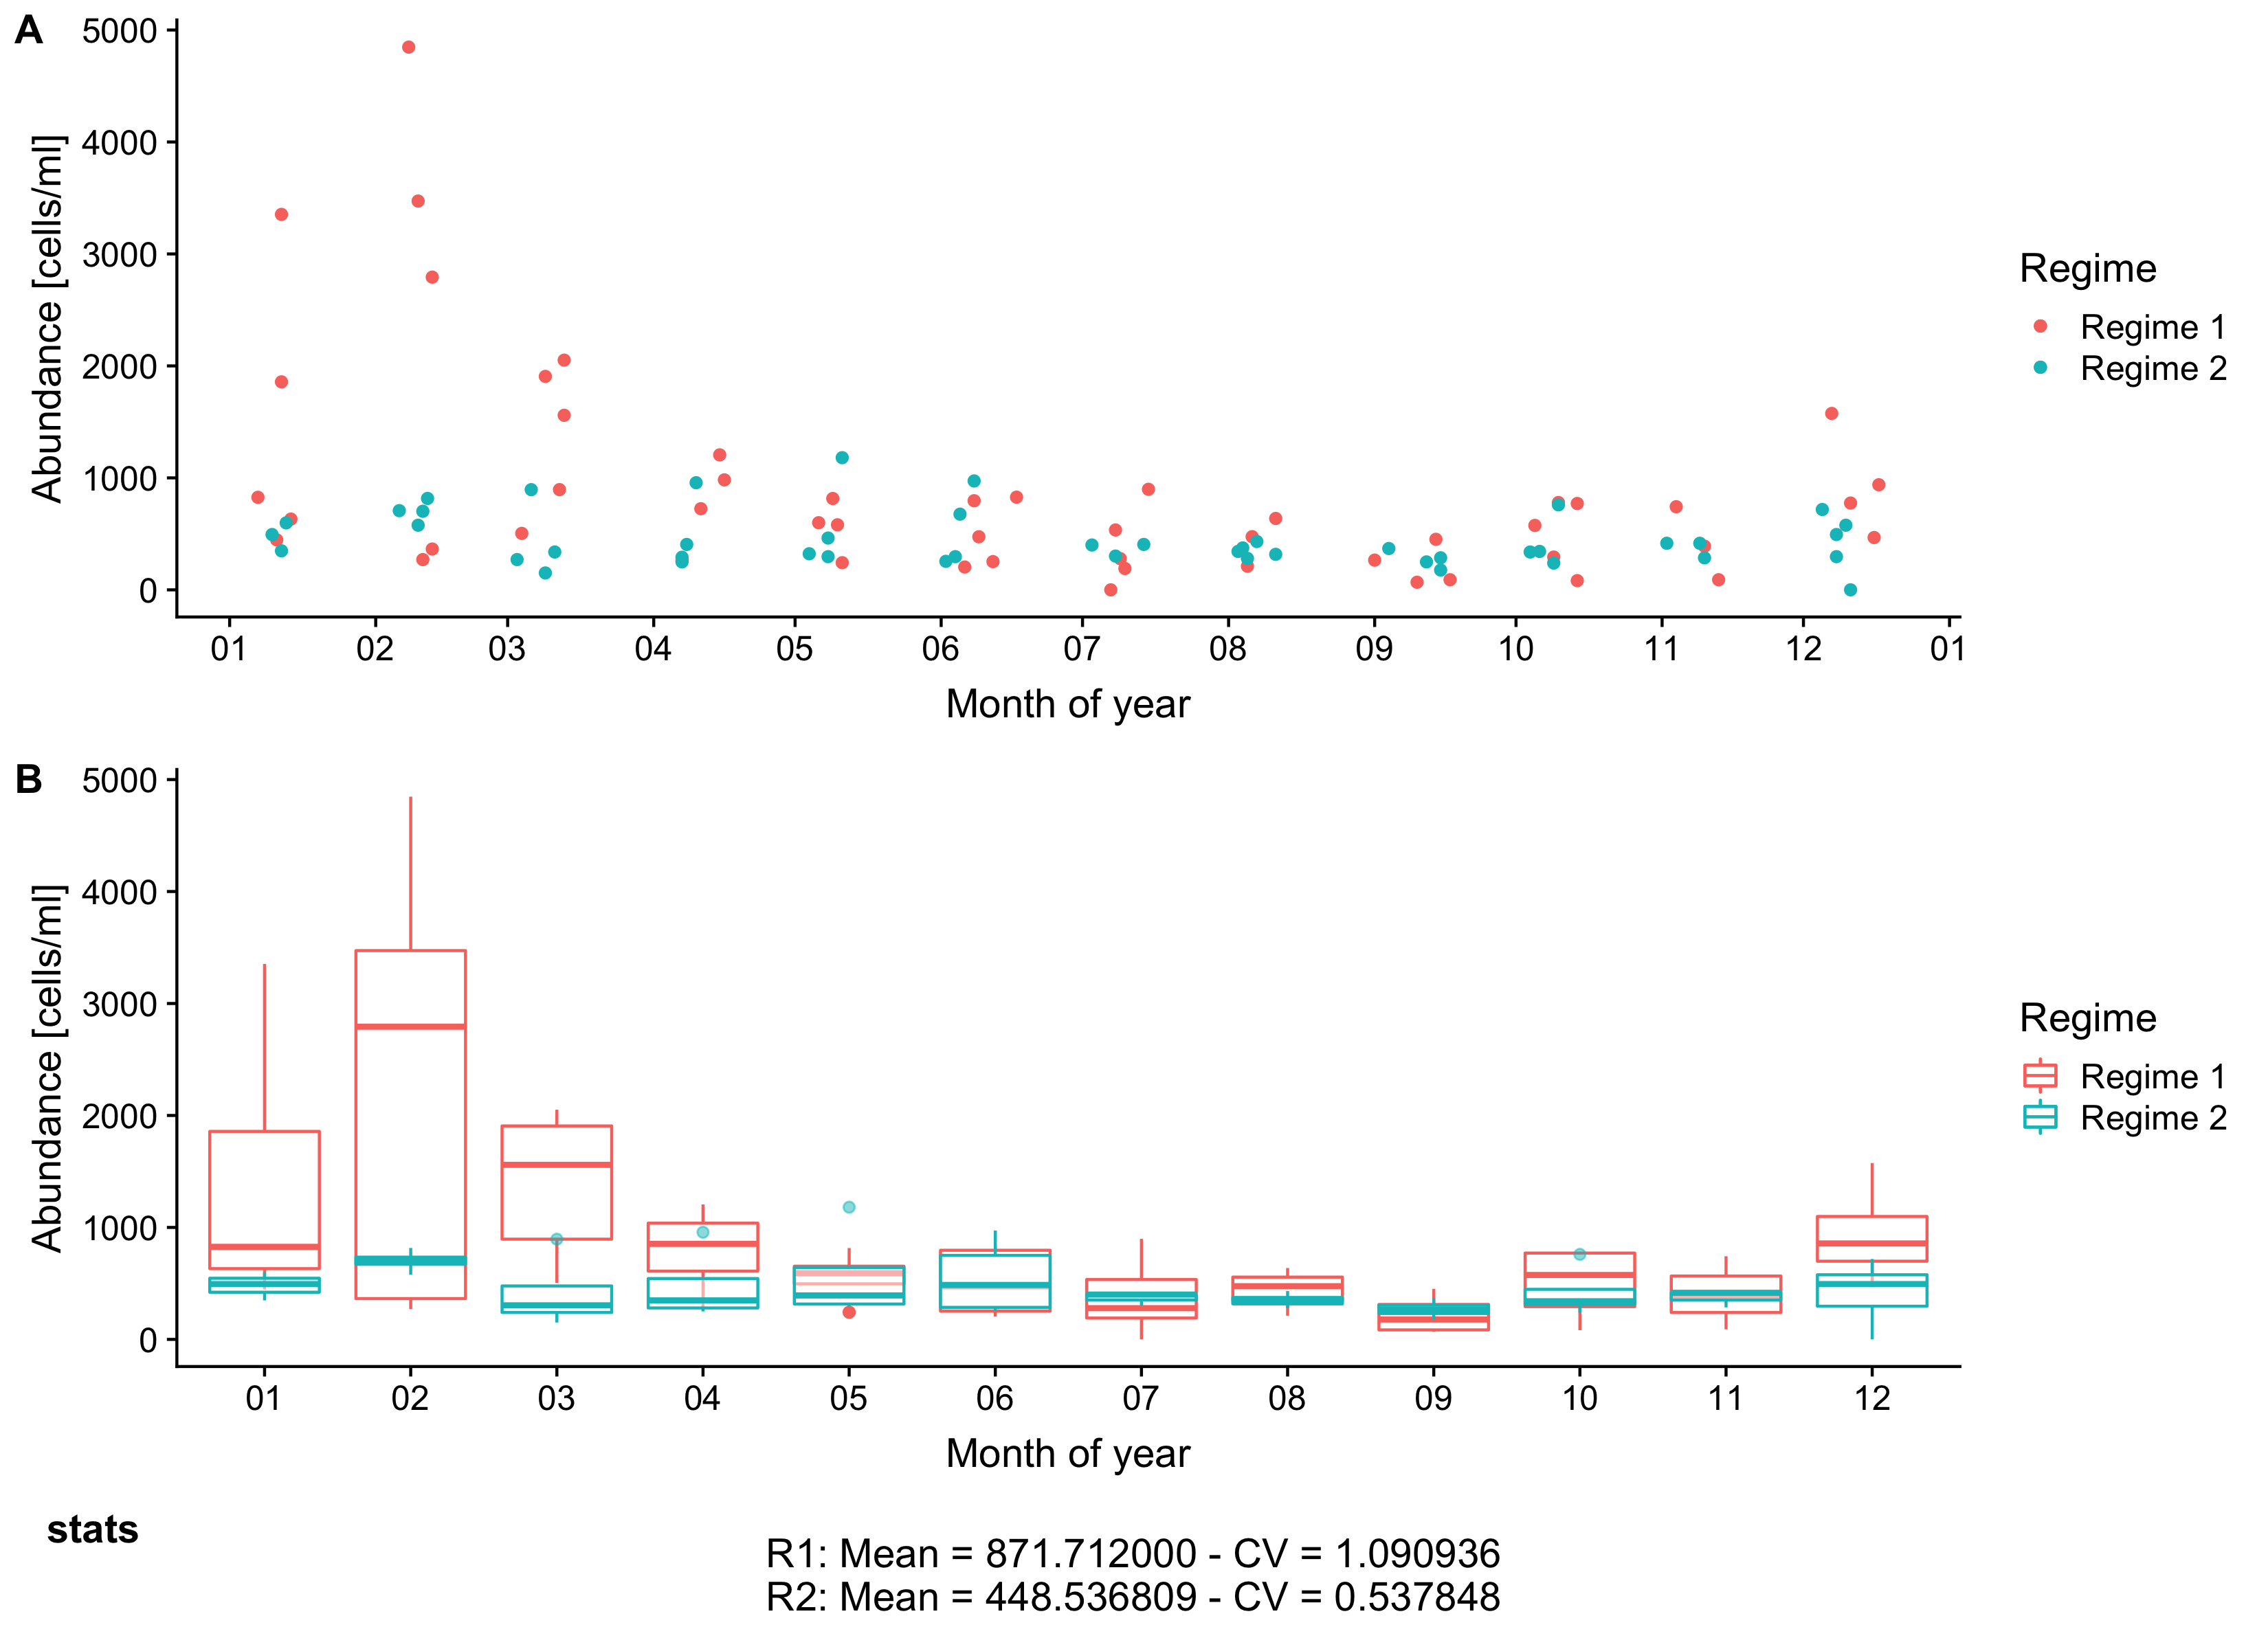 A
5000
4000
3000
2000
1000
0
Abundance [cells/ml]
01 02 03 04 05 06 07 08 09 10 11 12 01
Month of year
Regime
Regime 1
Regime 2
B
5000
4000
3000
2000
1000
0
Abundance [cells/ml]
01 02 03 04 05 06 07 08 09 10 11 12
Month of year
Regime
Regime 1
Regime 2
stats
R1: Mean = 871.712000 - CV = 1.090936
R2: Mean = 448.536809 - CV = 0.537848